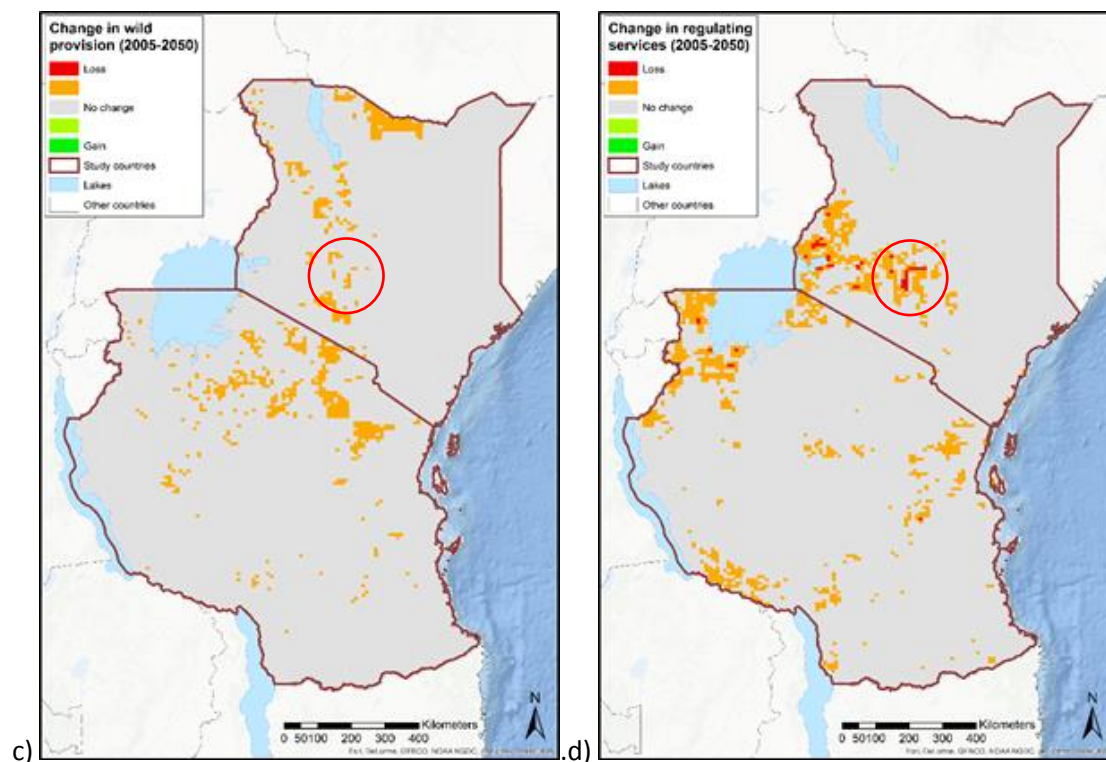 Change in wild
provision (2005-2050)
Loss
No change
Gain
Study countries
Lakes
Other countries
N
Kilometers
0 50100 200 300 400
c)
Change in regulating
services (2005-2050)
Loss
No change
Gain
Study countries
Lakes
Other countries
N
Kilometers
0 50100 200 300 400
.d)